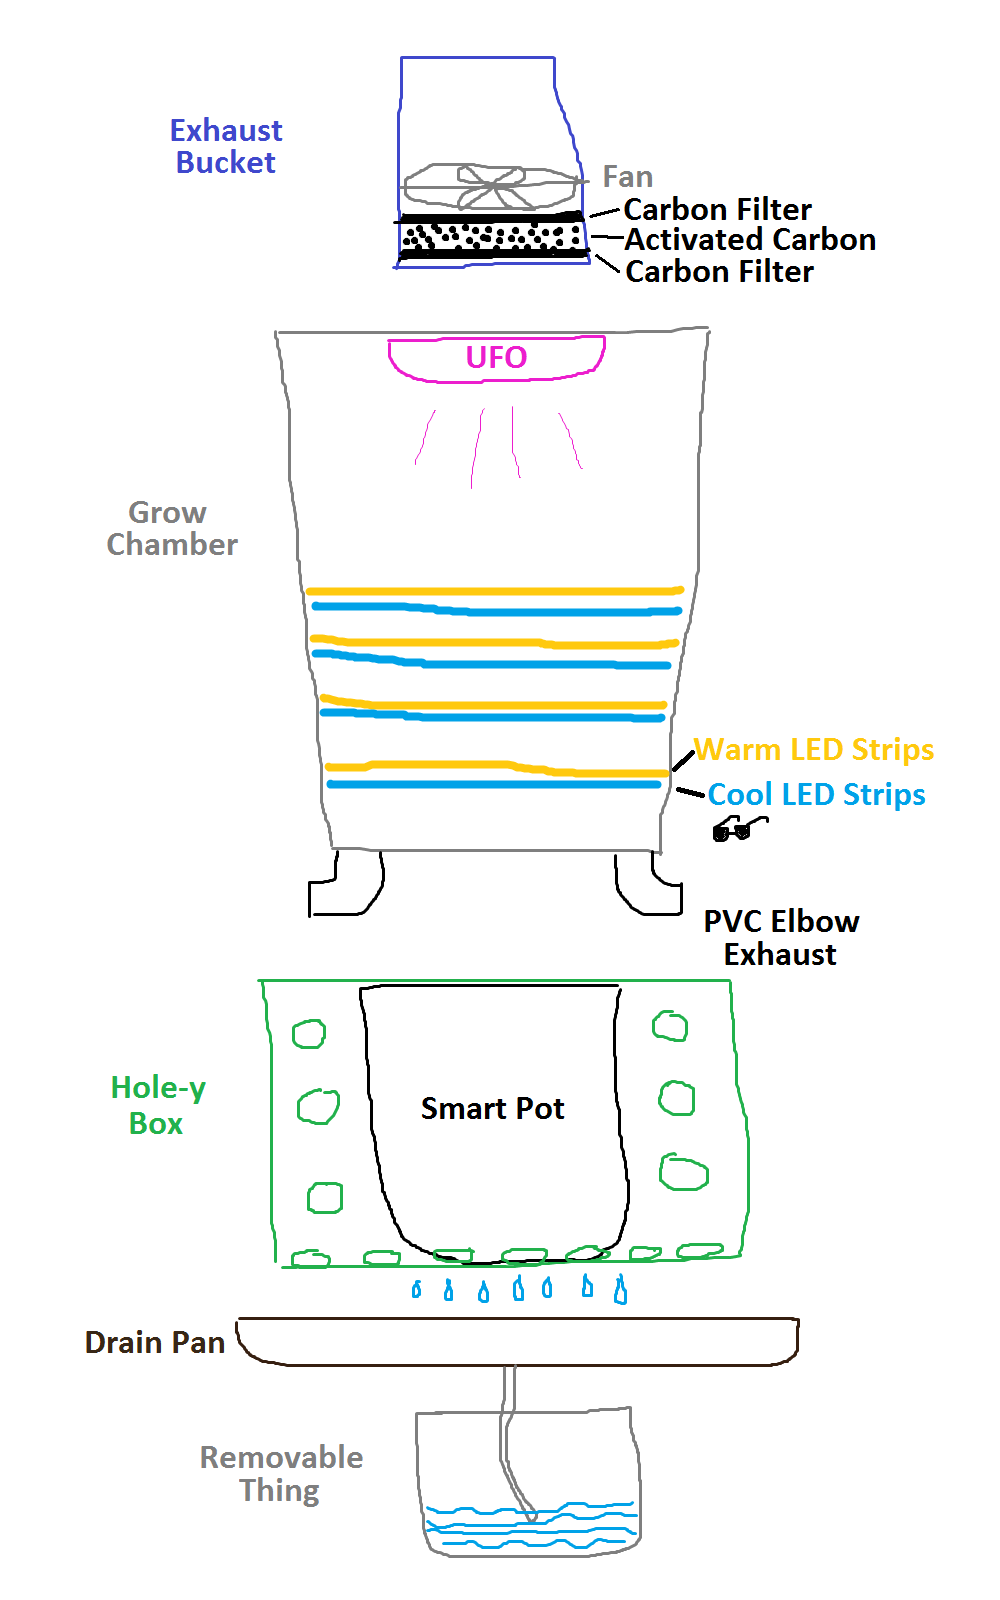 Exhaust
Bucket
Fan
Carbon Filter
Activated Carbon
Carbon Filter
UFO
Grow
Chamber
Warm LED Strips
Cool LED Strips
PVC Elbow
Exhaust
Hole-y
Box
Smart Pot
Drain Pan
Removable
Thing